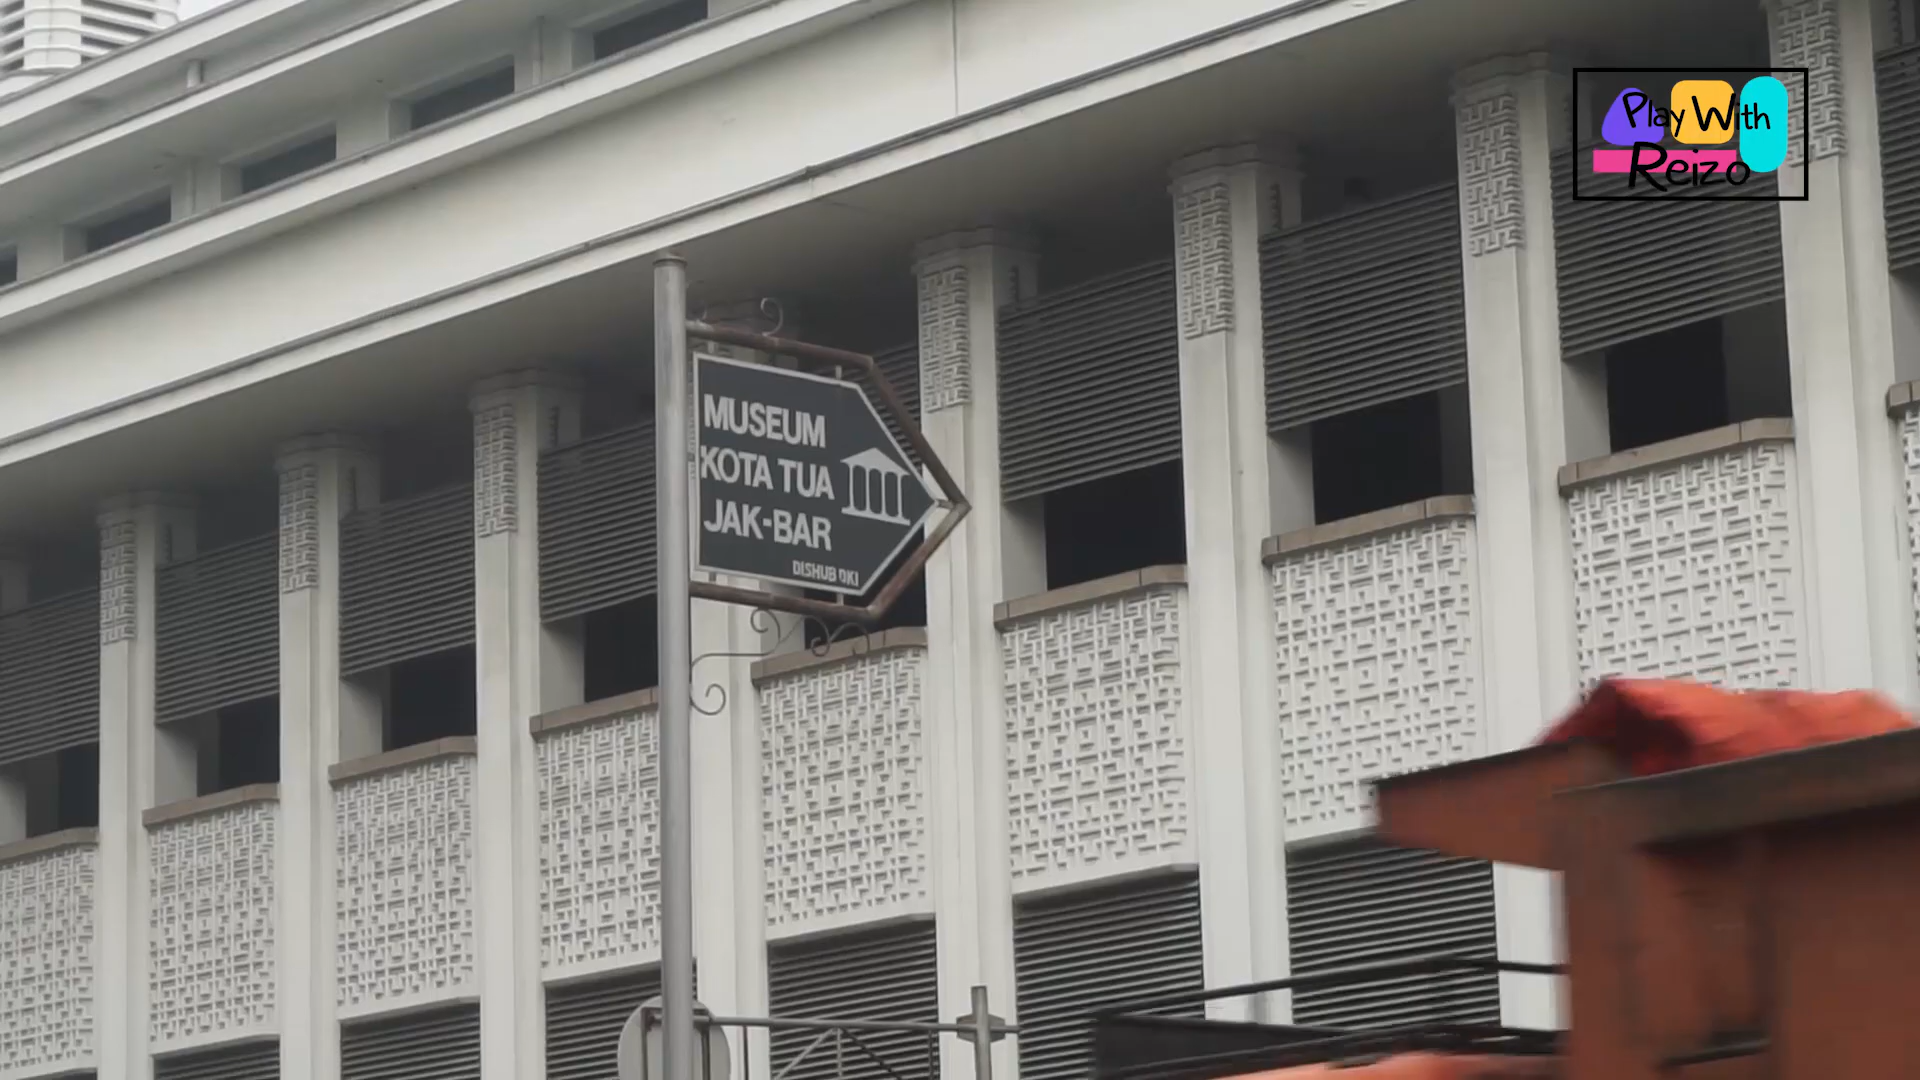 MUSEUM
KOTA TUA
JAK-BAR
DISHUB DKI
Play With
Reizo